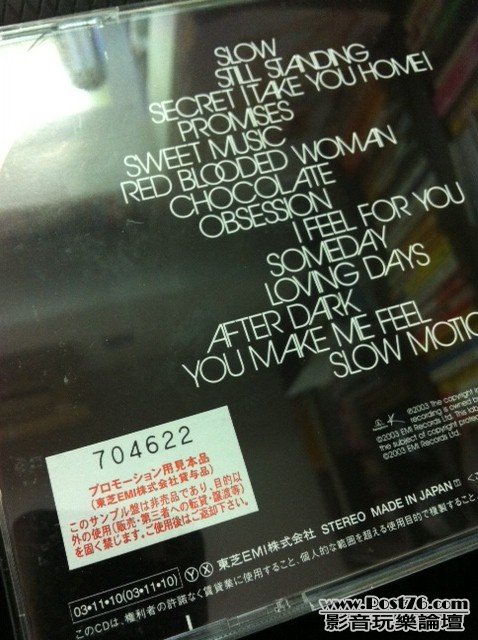 SLOW
STILL STANDING
SECRET (TAKE YOU HOME)
PROMISES
SWEET MUSIC
RED BLOODED WOMAN
CHOCOLATE
OBSESSION
I FEEL FOR YOU
SOMEDAY
LOVING DAYS
AFTER DARK
YOU MAKE ME FEEL
SLOW MOTIO
℗2003 The copyright in
recording is owned by
©2003 EMI Records Ltd. This lab
the subject of copyright prote
©2003 EMI Records Ltd.
704622
プロモーション用見本品
(東芝EMI株式会社貸与品)
このサンプル盤は非売品であり、目的以
外の使用(販売・第三者への転貸・譲渡等)
を固く禁じます。ご使用後はご返却下さい。
03•11•10(03•11•10) YX 東芝EMI株式会社 STEREO MADE IN JAPAN
このCDは、権利者の許諾なく賃貸業に使用すること、個人的な範囲を超える使用目的で複製すること、
www.Post76.com
影音玩樂論壇